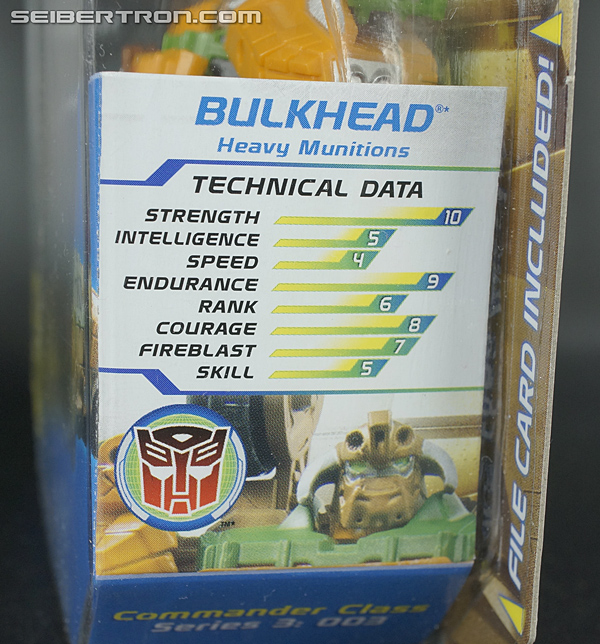 SEIBERTRON.COM
BULKHEAD®*
Heavy Munitions
TECHNICAL DATA
STRENGTH 10
INTELLIGENCE 5
SPEED 4
ENDURANCE 9
RANK 6
COURAGE 8
FIREBLAST 7
SKILL 5
™*
Commander Class
Series 3: 003
FILE CARD INCLUDED!